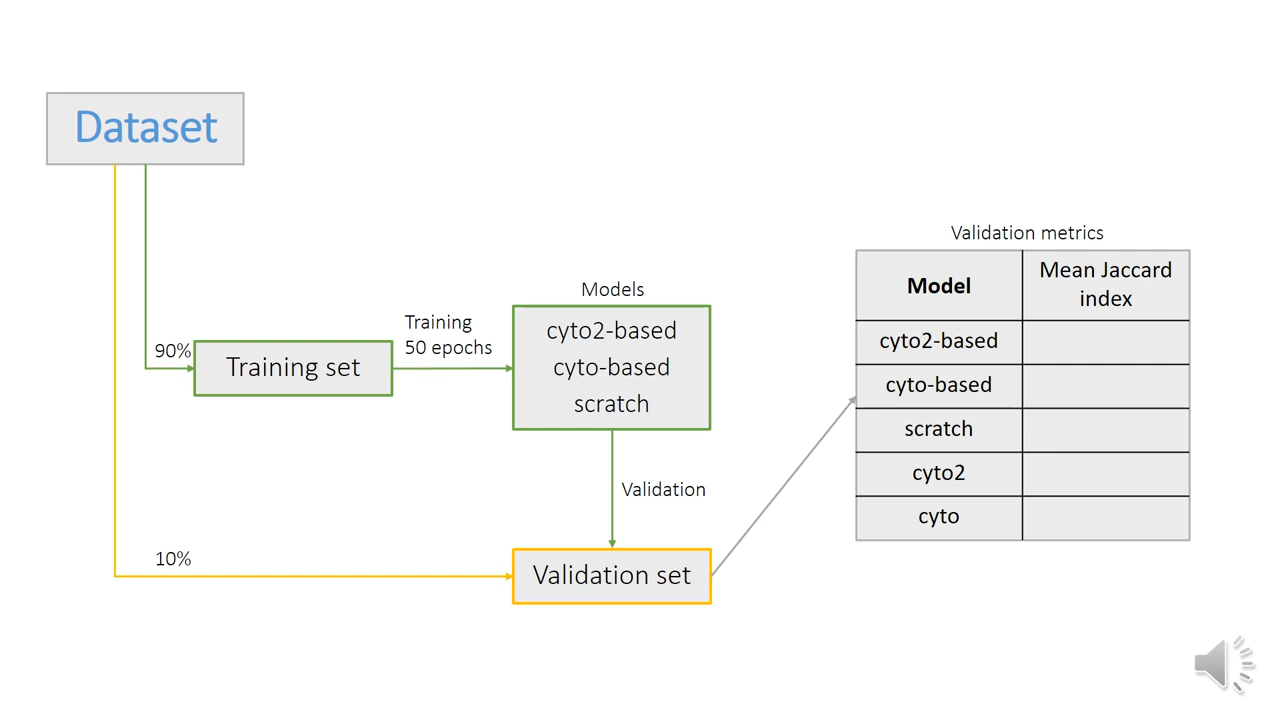 Dataset
90%
Training set
Training
50 epochs
Models
cyto2-based
cyto-based
scratch
Validation
10%
Validation set
Validation metrics
Model
Mean Jaccard
index
cyto2-based
cyto-based
scratch
cyto2
cyto